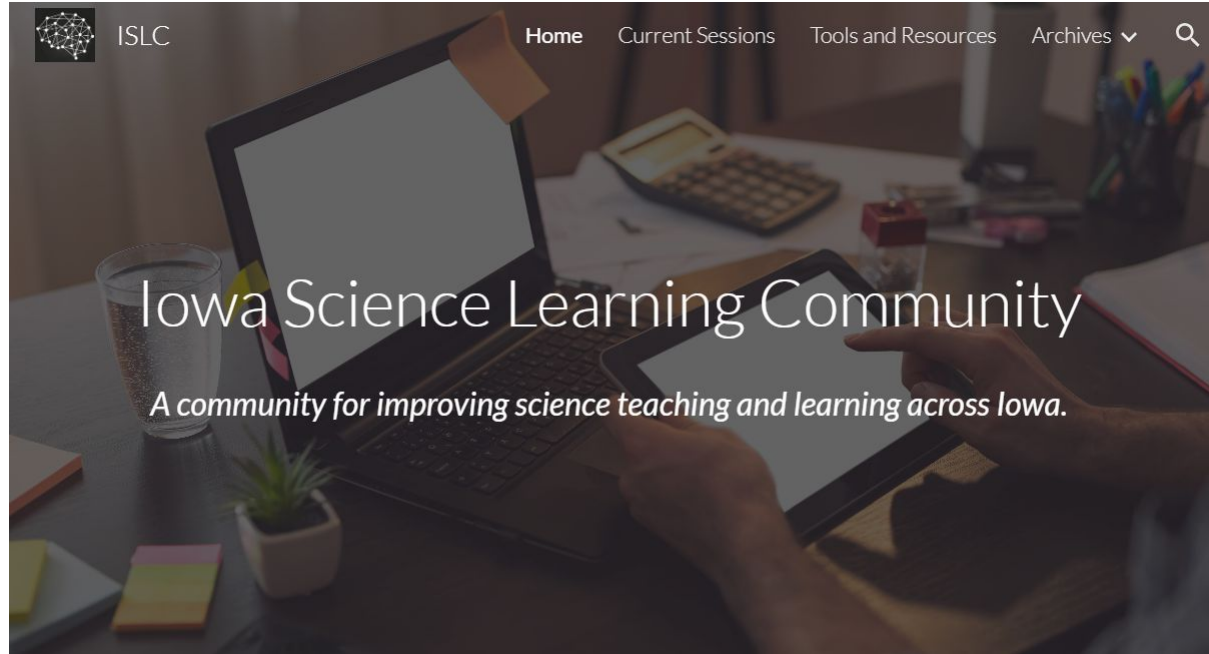 ISLC
Home Current Sessions Tools and Resources Archives
Iowa Science Learning Community
A community for improving science teaching and learning across Iowa.